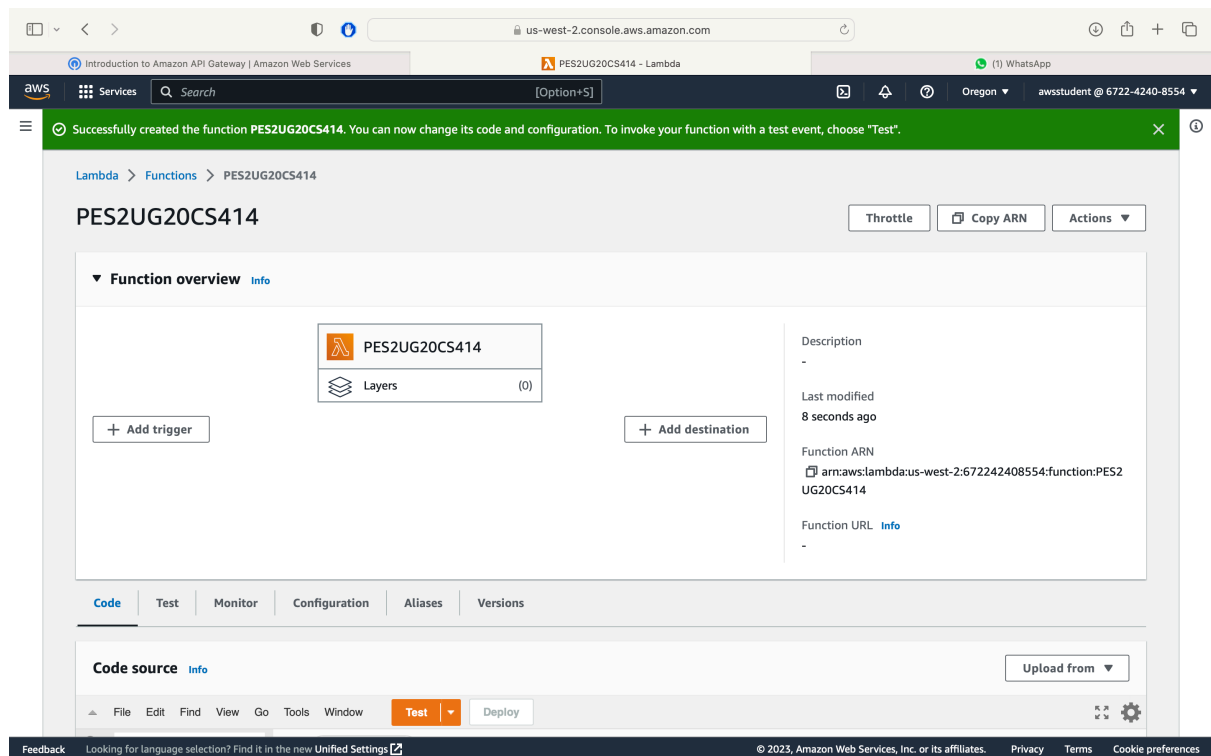 us-west-2.console.aws.amazon.com
Introduction to Amazon API Gateway | Amazon Web Services
PES2UG20CS414 - Lambda
(1) WhatsApp
aws
Services
Search
[Option+S]
Oregon
awsstudent @ 6722-4240-8554
Successfully created the function PES2UG20CS414. You can now change its code and configuration. To invoke your function with a test event, choose "Test".
Lambda > Functions > PES2UG20CS414
PES2UG20CS414
Throttle
Copy ARN
Actions
Function overview Info
PES2UG20CS414
Layers (0)
+ Add trigger
+ Add destination
Description
-
Last modified
8 seconds ago
Function ARN
arn:aws:lambda:us-west-2:672242408554:function:PES2
UG20CS414
Function URL Info
-
Code
Test
Monitor
Configuration
Aliases
Versions
Code source Info
Upload from
File Edit Find View Go Tools Window
Test
Deploy
Feedback
Looking for language selection? Find it in the new Unified Settings
© 2023, Amazon Web Services, Inc. or its affiliates.
Privacy
Terms
Cookie preferences